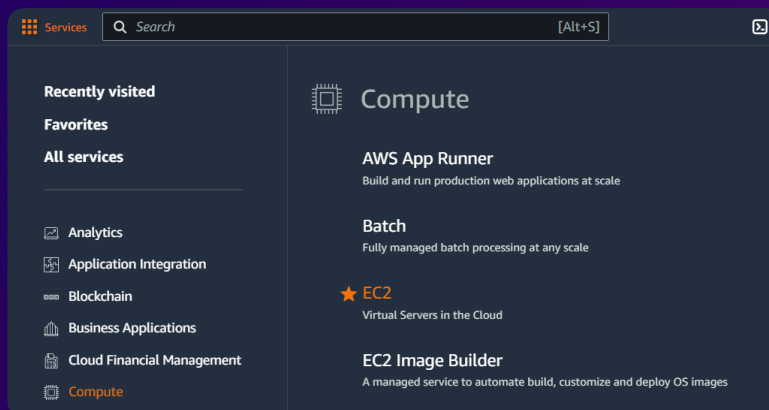 Services
Search [Alt+S]
Recently visited
Favorites
All services
Analytics
Application Integration
Blockchain
Business Applications
Cloud Financial Management
Compute
Compute
AWS App Runner
Build and run production web applications at scale
Batch
Fully managed batch processing at any scale
EC2
Virtual Servers in the Cloud
EC2 Image Builder
A managed service to automate build, customize and deploy OS images